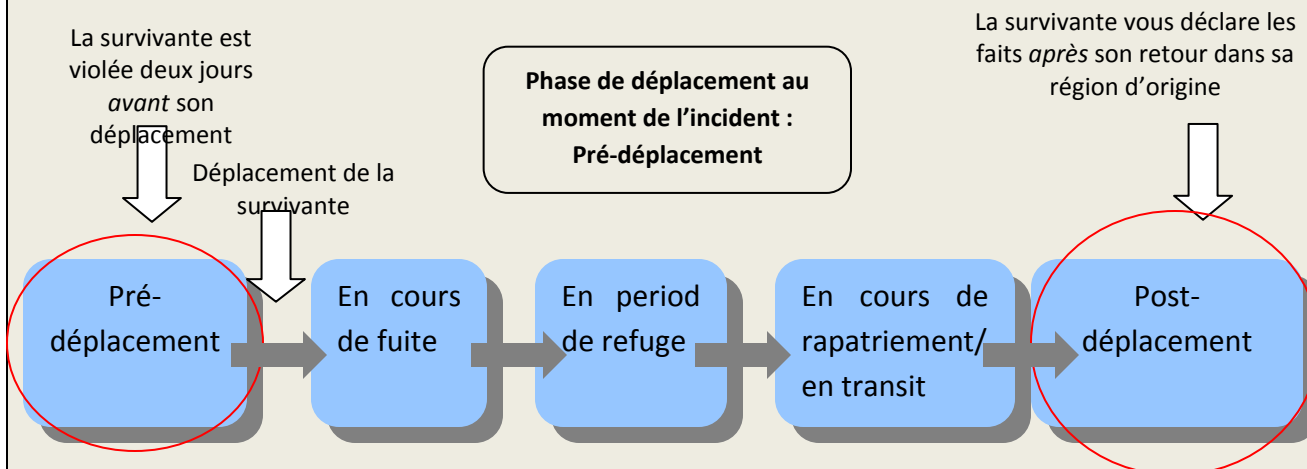 La survivante est
violée deux jours
avant son
déplacement
Déplacement de la
survivante
Phase de déplacement au
moment de l’incident :
Pré-déplacement
La survivante vous déclare les
faits après son retour dans sa
région d’origine
Pré-
déplacement
En cours
de fuite
En period
de refuge
En cours de
rapatriement/
en transit
Post-
déplacement